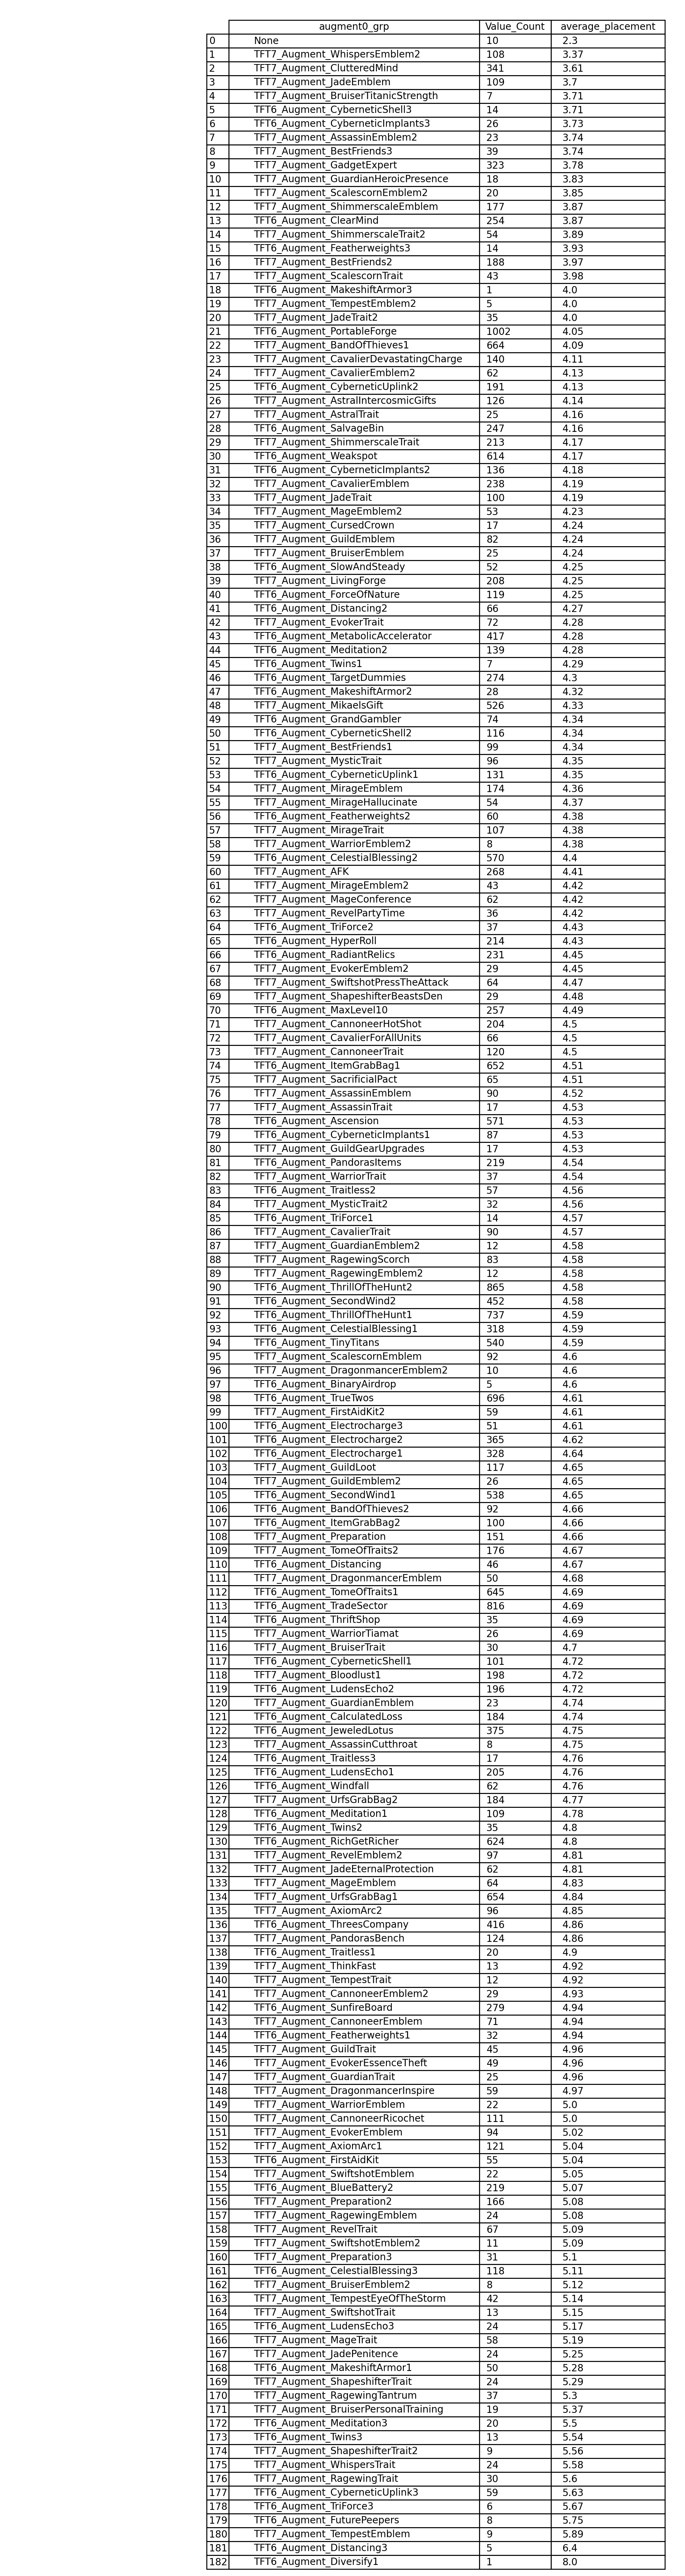 augment0_grp Value_Count average_placement
0 None 10 2.3
1 TFT7_Augment_WhispersEmblem2 108 3.37
2 TFT7_Augment_ClutteredMind 341 3.61
3 TFT7_Augment_JadeEmblem 109 3.7
4 TFT7_Augment_BruiserTitanicStrength 7 3.71
5 TFT6_Augment_CyberneticShell3 14 3.71
6 TFT6_Augment_CyberneticImplants3 26 3.73
7 TFT7_Augment_AssassinEmblem2 23 3.74
8 TFT7_Augment_BestFriends3 39 3.74
9 TFT7_Augment_GadgetExpert 323 3.78
10 TFT7_Augment_GuardianHeroicPresence 18 3.83
11 TFT7_Augment_ScalescornEmblem2 20 3.85
12 TFT7_Augment_ShimmerscaleEmblem 177 3.87
13 TFT6_Augment_ClearMind 254 3.87
14 TFT7_Augment_ShimmerscaleTrait2 54 3.89
15 TFT6_Augment_Featherweights3 14 3.93
16 TFT7_Augment_BestFriends2 188 3.97
17 TFT7_Augment_ScalescornTrait 43 3.98
18 TFT6_Augment_MakeshiftArmor3 1 4.0
19 TFT7_Augment_TempestEmblem2 5 4.0
20 TFT7_Augment_JadeTrait2 35 4.0
21 TFT6_Augment_PortableForge 1002 4.05
22 TFT7_Augment_BandOfThieves1 664 4.09
23 TFT7_Augment_CavalierDevastatingCharge 140 4.11
24 TFT7_Augment_CavalierEmblem2 62 4.13
25 TFT6_Augment_CyberneticUplink2 191 4.13
26 TFT7_Augment_AstralIntercosmicGifts 126 4.14
27 TFT7_Augment_AstralTrait 25 4.16
28 TFT6_Augment_SalvageBin 247 4.16
29 TFT7_Augment_ShimmerscaleTrait 213 4.17
30 TFT6_Augment_Weakspot 614 4.17
31 TFT6_Augment_CyberneticImplants2 136 4.18
32 TFT7_Augment_CavalierEmblem 238 4.19
33 TFT7_Augment_JadeTrait 100 4.19
34 TFT7_Augment_MageEmblem2 53 4.23
35 TFT7_Augment_CursedCrown 17 4.24
36 TFT7_Augment_GuildEmblem 82 4.24
37 TFT7_Augment_BruiserEmblem 25 4.24
38 TFT6_Augment_SlowAndSteady 52 4.25
39 TFT7_Augment_LivingForge 208 4.25
40 TFT6_Augment_ForceOfNature 119 4.25
41 TFT6_Augment_Distancing2 66 4.27
42 TFT7_Augment_EvokerTrait 72 4.28
43 TFT6_Augment_MetabolicAccelerator 417 4.28
44 TFT6_Augment_Meditation2 139 4.28
45 TFT6_Augment_Twins1 7 4.29
46 TFT6_Augment_TargetDummies 274 4.3
47 TFT6_Augment_MakeshiftArmor2 28 4.32
48 TFT7_Augment_MikaelsGift 526 4.33
49 TFT6_Augment_GrandGambler 74 4.34
50 TFT6_Augment_CyberneticShell2 116 4.34
51 TFT7_Augment_BestFriends1 99 4.34
52 TFT7_Augment_MysticTrait 96 4.35
53 TFT6_Augment_CyberneticUplink1 131 4.35
54 TFT7_Augment_MirageEmblem 174 4.36
55 TFT7_Augment_MirageHallucinate 54 4.37
56 TFT6_Augment_Featherweights2 60 4.38
57 TFT7_Augment_MirageTrait 107 4.38
58 TFT7_Augment_WarriorEmblem2 8 4.38
59 TFT6_Augment_CelestialBlessing2 570 4.4
60 TFT7_Augment_AFK 268 4.41
61 TFT7_Augment_MirageEmblem2 43 4.42
62 TFT7_Augment_MageConference 62 4.42
63 TFT7_Augment_RevelPartyTime 36 4.42
64 TFT6_Augment_TriForce2 37 4.43
65 TFT6_Augment_HyperRoll 214 4.43
66 TFT6_Augment_RadiantRelics 231 4.45
67 TFT7_Augment_EvokerEmblem2 29 4.45
68 TFT7_Augment_SwiftshotPressTheAttack 64 4.47
69 TFT7_Augment_ShapeshifterBeastsDen 29 4.48
70 TFT6_Augment_MaxLevel10 257 4.49
71 TFT7_Augment_CannoneerHotShot 204 4.5
72 TFT7_Augment_CavalierForAllUnits 66 4.5
73 TFT7_Augment_CannoneerTrait 120 4.5
74 TFT6_Augment_ItemGrabBag1 652 4.51
75 TFT7_Augment_SacrificialPact 65 4.51
76 TFT7_Augment_AssassinEmblem 90 4.52
77 TFT7_Augment_AssassinTrait 17 4.53
78 TFT6_Augment_Ascension 571 4.53
79 TFT6_Augment_CyberneticImplants1 87 4.53
80 TFT7_Augment_GuildGearUpgrades 17 4.53
81 TFT6_Augment_PandorasItems 219 4.54
82 TFT7_Augment_WarriorTrait 37 4.54
83 TFT6_Augment_Traitless2 57 4.56
84 TFT7_Augment_MysticTrait2 32 4.56
85 TFT6_Augment_TriForce1 14 4.57
86 TFT7_Augment_CavalierTrait 90 4.57
87 TFT7_Augment_GuardianEmblem2 12 4.58
88 TFT7_Augment_RagewingScorch 83 4.58
89 TFT7_Augment_RagewingEmblem2 12 4.58
90 TFT6_Augment_ThrillOfTheHunt2 865 4.58
91 TFT6_Augment_SecondWind2 452 4.58
92 TFT6_Augment_ThrillOfTheHunt1 737 4.59
93 TFT6_Augment_CelestialBlessing1 318 4.59
94 TFT6_Augment_TinyTitans 540 4.59
95 TFT7_Augment_ScalescornEmblem 92 4.6
96 TFT7_Augment_DragonmancerEmblem2 10 4.6
97 TFT6_Augment_BinaryAirdrop 5 4.6
98 TFT6_Augment_TrueTwos 696 4.61
99 TFT7_Augment_FirstAidKit2 59 4.61
100 TFT6_Augment_Electrocharge3 51 4.61
101 TFT6_Augment_Electrocharge2 365 4.62
102 TFT6_Augment_Electrocharge1 328 4.64
103 TFT7_Augment_GuildLoot 117 4.65
104 TFT7_Augment_GuildEmblem2 26 4.65
105 TFT6_Augment_SecondWind1 538 4.65
106 TFT6_Augment_BandOfThieves2 92 4.66
107 TFT6_Augment_ItemGrabBag2 100 4.66
108 TFT7_Augment_Preparation 151 4.66
109 TFT7_Augment_TomeOfTraits2 176 4.67
110 TFT6_Augment_Distancing 46 4.67
111 TFT7_Augment_DragonmancerEmblem 50 4.68
112 TFT6_Augment_TomeOfTraits1 645 4.69
113 TFT6_Augment_TradeSector 816 4.69
114 TFT6_Augment_ThriftShop 35 4.69
115 TFT7_Augment_WarriorTiamat 26 4.69
116 TFT7_Augment_BruiserTrait 30 4.7
117 TFT6_Augment_CyberneticShell1 101 4.72
118 TFT7_Augment_Bloodlust1 198 4.72
119 TFT6_Augment_LudensEcho2 196 4.72
120 TFT7_Augment_GuardianEmblem 23 4.74
121 TFT6_Augment_CalculatedLoss 184 4.74
122 TFT6_Augment_JeweledLotus 375 4.75
123 TFT7_Augment_AssassinCutthroat 8 4.75
124 TFT6_Augment_Traitless3 17 4.76
125 TFT6_Augment_LudensEcho1 205 4.76
126 TFT6_Augment_Windfall 62 4.76
127 TFT7_Augment_UrfsGrabBag2 184 4.77
128 TFT6_Augment_Meditation1 109 4.78
129 TFT6_Augment_Twins2 35 4.8
130 TFT6_Augment_RichGetRicher 624 4.8
131 TFT7_Augment_RevelEmblem2 97 4.81
132 TFT7_Augment_JadeEternalProtection 62 4.81
133 TFT7_Augment_MageEmblem 64 4.83
134 TFT7_Augment_UrfsGrabBag1 654 4.84
135 TFT7_Augment_AxiomArc2 96 4.85
136 TFT6_Augment_ThreesCompany 416 4.86
137 TFT7_Augment_PandorasBench 124 4.86
138 TFT6_Augment_Traitless1 20 4.9
139 TFT7_Augment_ThinkFast 13 4.92
140 TFT7_Augment_TempestTrait 12 4.92
141 TFT7_Augment_CannoneerEmblem2 29 4.93
142 TFT6_Augment_SunfireBoard 279 4.94
143 TFT7_Augment_CannoneerEmblem 71 4.94
144 TFT6_Augment_Featherweights1 32 4.94
145 TFT7_Augment_GuildTrait 45 4.96
146 TFT7_Augment_EvokerEssenceTheft 49 4.96
147 TFT7_Augment_GuardianTrait 25 4.96
148 TFT7_Augment_DragonmancerInspire 59 4.97
149 TFT7_Augment_WarriorEmblem 22 5.0
150 TFT7_Augment_CannoneerRicochet 111 5.0
151 TFT7_Augment_EvokerEmblem 94 5.02
152 TFT7_Augment_AxiomArc1 121 5.04
153 TFT6_Augment_FirstAidKit 55 5.04
154 TFT7_Augment_SwiftshotEmblem 22 5.05
155 TFT6_Augment_BlueBattery2 219 5.07
156 TFT7_Augment_Preparation2 166 5.08
157 TFT7_Augment_RagewingEmblem 24 5.08
158 TFT7_Augment_RevelTrait 67 5.09
159 TFT7_Augment_SwiftshotEmblem2 11 5.09
160 TFT7_Augment_Preparation3 31 5.1
161 TFT6_Augment_CelestialBlessing3 118 5.11
162 TFT7_Augment_BruiserEmblem2 8 5.12
163 TFT7_Augment_TempestEyeOfTheStorm 42 5.14
164 TFT7_Augment_SwiftshotTrait 13 5.15
165 TFT6_Augment_LudensEcho3 24 5.17
166 TFT7_Augment_MageTrait 58 5.19
167 TFT7_Augment_JadePenitence 24 5.25
168 TFT6_Augment_MakeshiftArmor1 50 5.28
169 TFT7_Augment_ShapeshifterTrait 24 5.29
170 TFT7_Augment_RagewingTantrum 37 5.3
171 TFT7_Augment_BruiserPersonalTraining 19 5.37
172 TFT6_Augment_Meditation3 20 5.5
173 TFT6_Augment_Twins3 13 5.54
174 TFT7_Augment_ShapeshifterTrait2 9 5.56
175 TFT7_Augment_WhispersTrait 24 5.58
176 TFT7_Augment_RagewingTrait 30 5.6
177 TFT6_Augment_CyberneticUplink3 59 5.63
178 TFT6_Augment_TriForce3 6 5.67
179 TFT6_Augment_FuturePeepers 8 5.75
180 TFT7_Augment_TempestEmblem 9 5.89
181 TFT6_Augment_Distancing3 5 6.4
182 TFT6_Augment_Diversify1 1 8.0